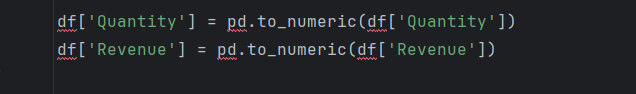 df['Quantity'] = pd.to_numeric(df['Quantity'])
df['Revenue'] = pd.to_numeric(df['Revenue'])